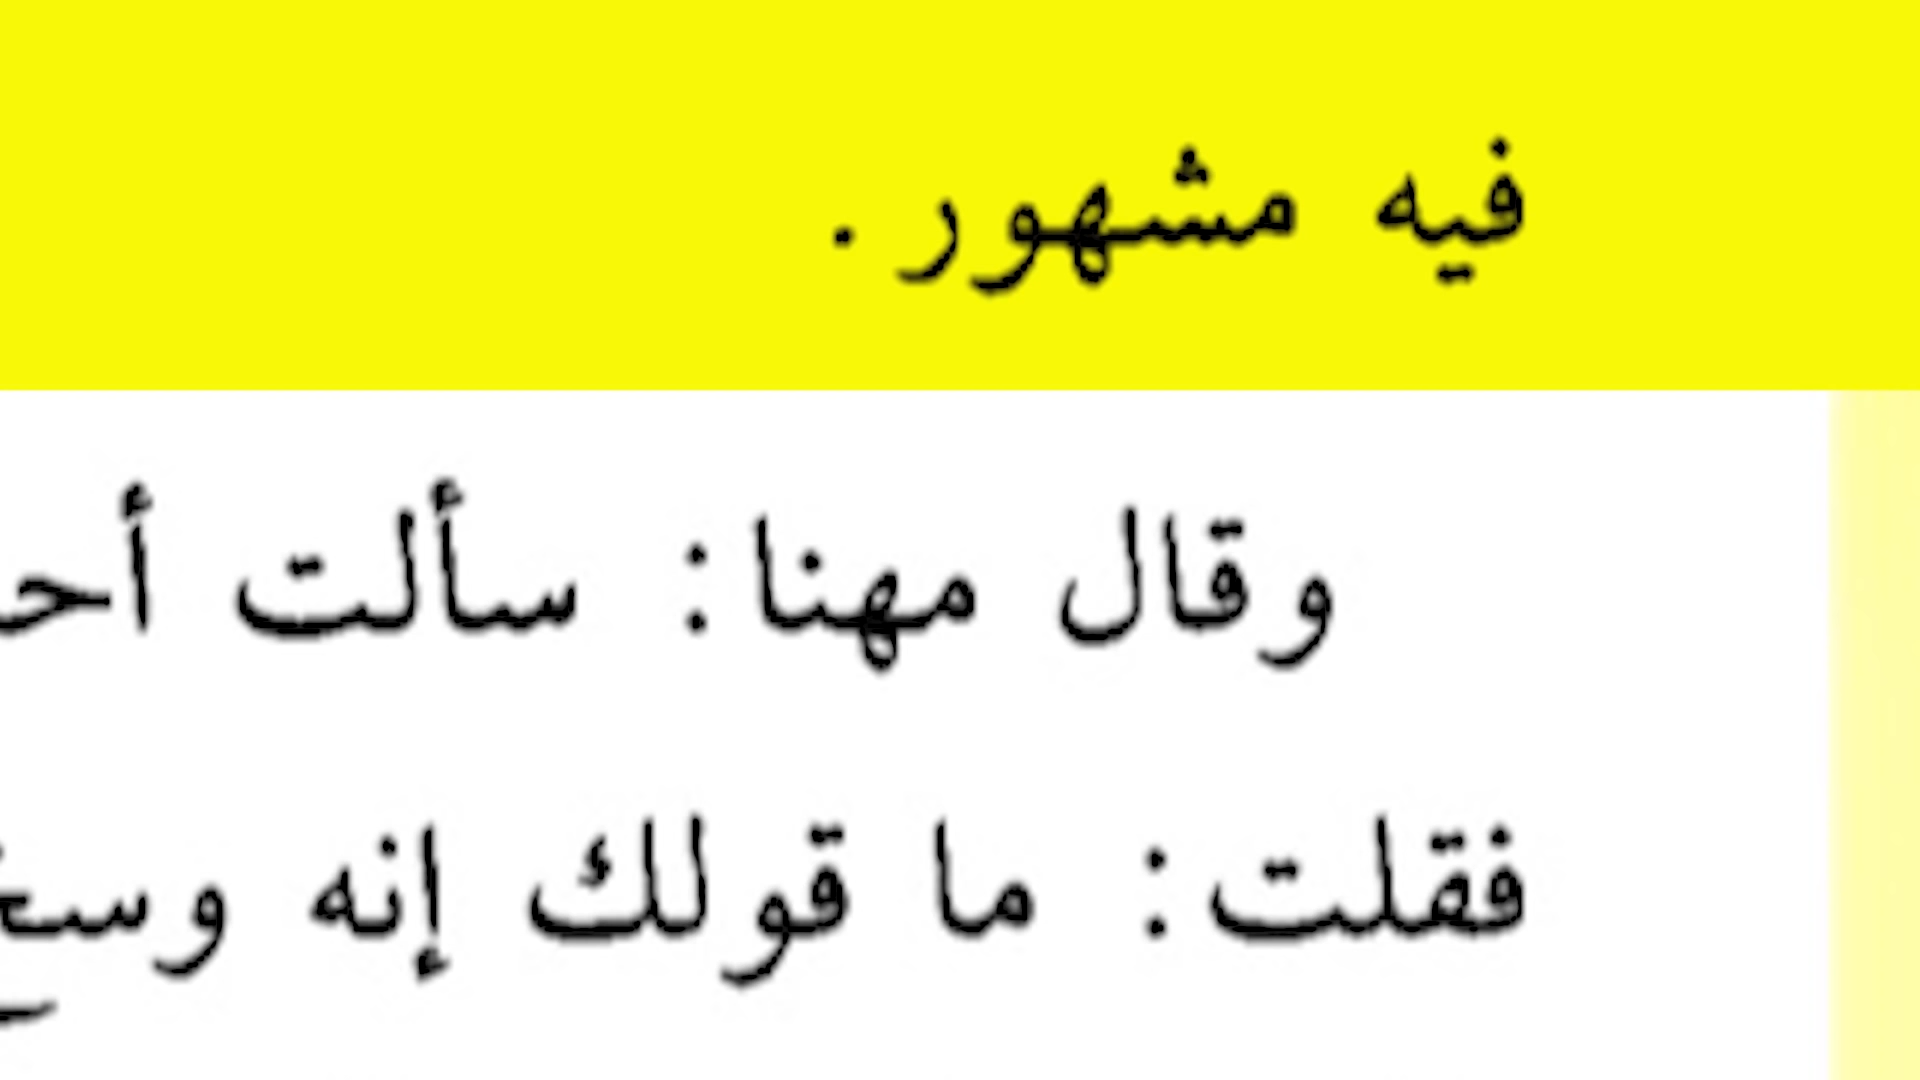 فيه مشهور .
وقال مهنا: سألت
فقلت: ما قولك إنه